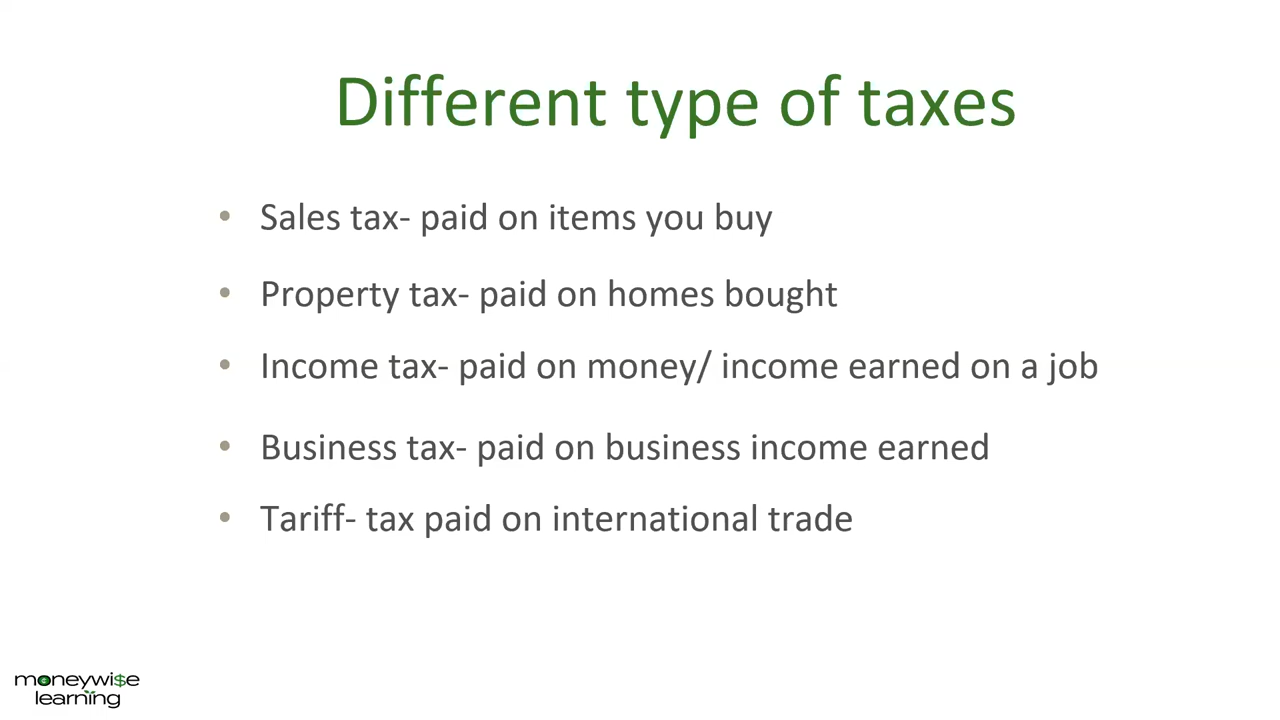 Different type of taxes
• Sales tax- paid on items you buy
• Property tax- paid on homes bought
• Income tax- paid on money/ income earned on a job
• Business tax- paid on business income earned
• Tariff- tax paid on international trade
moneywi$e
learning